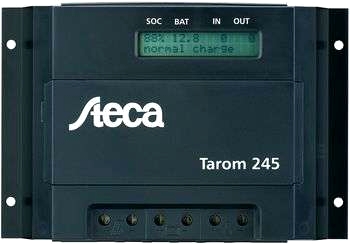 SOC BAT IN OUT
88% 12.8 0 0
normal charge
Steca
Tarom 245